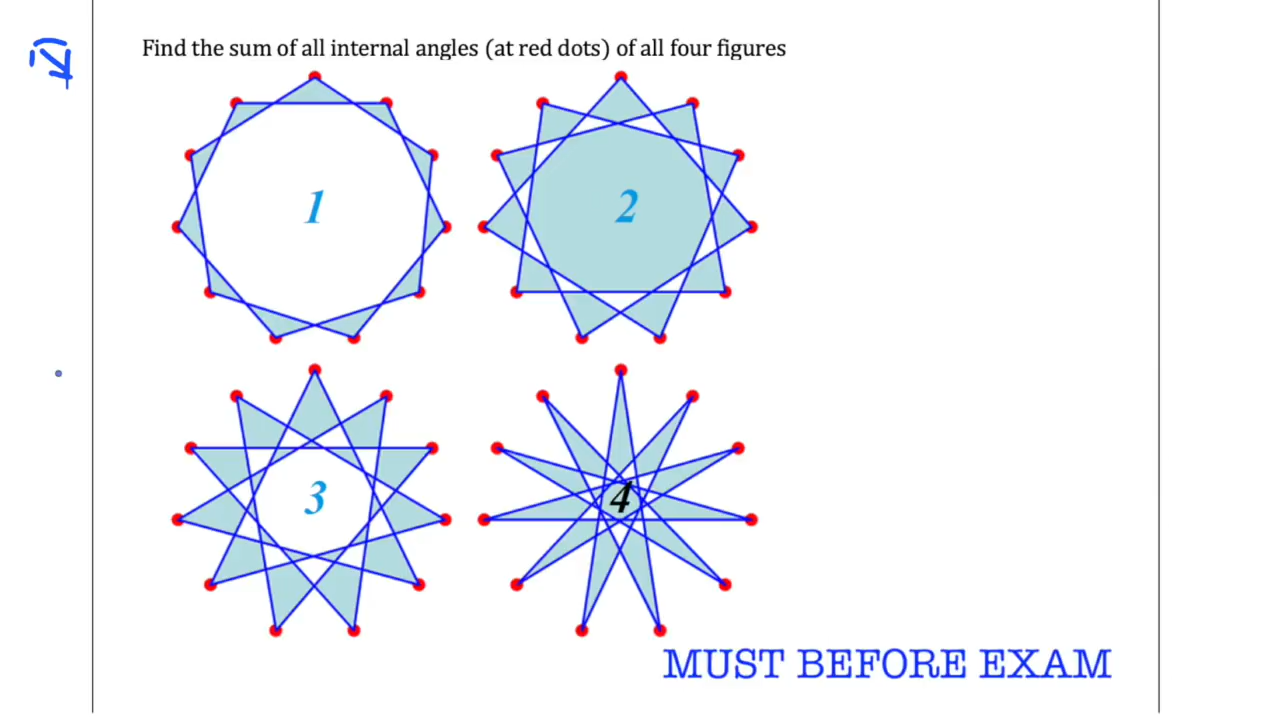 Find the sum of all internal angles (at red dots) of all four figures
1
2
3
4
MUST BEFORE EXAM